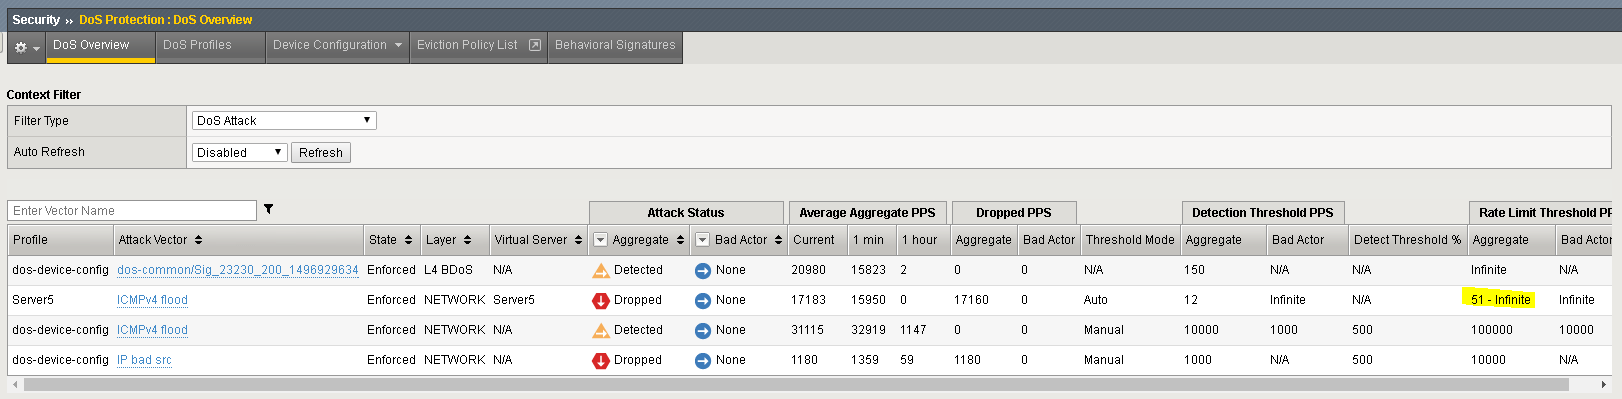 Security » DoS Protection : DoS Overview
DoS Overview DoS Profiles Device Configuration Eviction Policy List Behavioral Signatures
Context Filter
Filter Type DoS Attack
Auto Refresh Disabled Refresh
Enter Vector Name Attack Status Average Aggregate PPS Dropped PPS Detection Threshold PPS Rate Limit Threshold PP
Profile Attack Vector State Layer Virtual Server Aggregate Bad Actor Current 1 min 1 hour Aggregate Bad Actor Threshold Mode Aggregate Bad Actor Detect Threshold % Aggregate Bad Actor
dos-device-config dos-common/Sig_23230_200_1496929634 Enforced L4 BDoS N/A Detected None 20980 15823 2 0 0 N/A 150 N/A N/A Infinite N/A
Server5 ICMPv4 flood Enforced NETWORK Server5 Dropped None 17183 15950 0 17160 0 Auto 12 Infinite N/A 51 - Infinite Infinite
dos-device-config ICMPv4 flood Enforced NETWORK N/A Detected None 31115 32919 1147 0 0 Manual 10000 1000 500 100000 10000
dos-device-config IP bad src Enforced NETWORK N/A Dropped None 1180 1359 59 1180 0 Manual 1000 N/A 500 10000 N/A